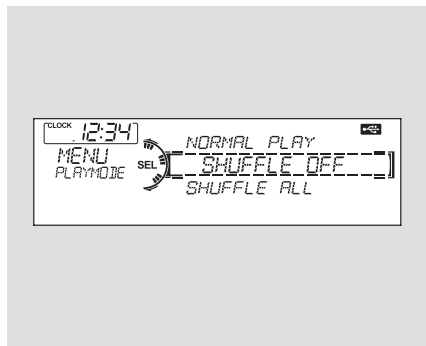 CLOCK
12:34
NORMAL PLAY
MENU
SEL
SHUFFLE OFF
PLAYMODE
SHUFFLE ALL